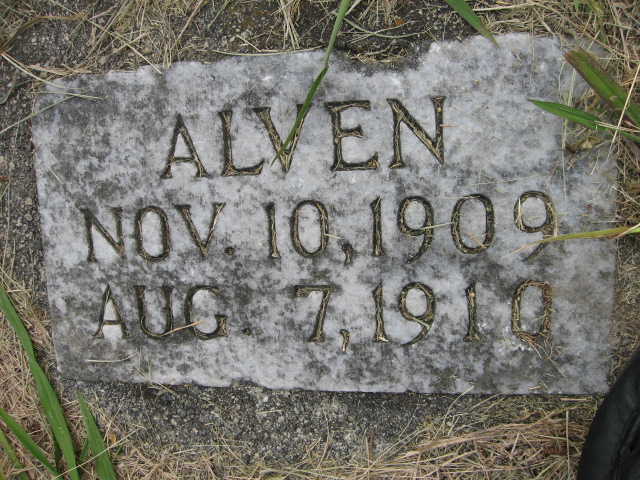 ALVEN
NOV. 10, 1909
AUG. 7, 1910